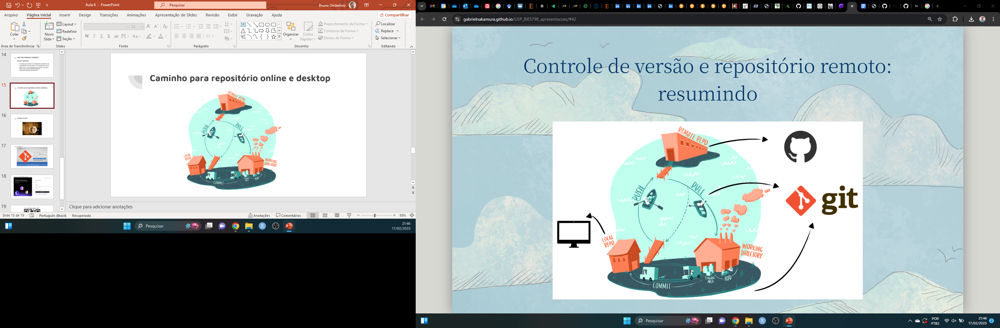 Aula 6 - PowerPoint
Pesquisar
Bruno Umbelino
Arquivo
Página Inicial
Inserir
Design
Transições
Animações
Apresentação de Slides
Revisão
Exibir
Gravação
Ajuda
Compartilhar
Colar
Novo
Slide
Layout
Redefinir
Seção
28
N
I
S
S
ab
AV
Aa
A
Organizar
Estilos
Rápidos
Preenchimento da Forma
Contorno da Forma
Efeitos de Forma
Localizar
Replace
Selecionar
Área de Transferência
Slides
Fonte
Parágrafo
Desenho
Editando
14
ABC DOS TERMOS E FUNÇÕES
15
Caminho para repositório online e desktop
16
Coffee break
17
18
19
Caminho para repositório online e desktop
REMOTE REPO
PUSH
PULL
LOCAL
REPO
WORKING
DIRECTORY
STAGING
AREA
ADD
COMMIT
Clique para adicionar anotações
Slide 15 de 19
Português (Brasil)
Recuperado
Anotações
Comentários
88%
Pesquisar
21:46
17/02/2025
gabrielnakamura.github.io/USP_BIE5798_apresentacoes/#42
Controle de versão e repositório remoto:
resumindo
REMOTE REPO
PUSH
PULL
git
LOCAL
REPO
WORKING
DIRECTORY
STAGING
AREA
ADD
COMMIT
Pesquisar
POR
PTB2
21:46
17/02/2025
2